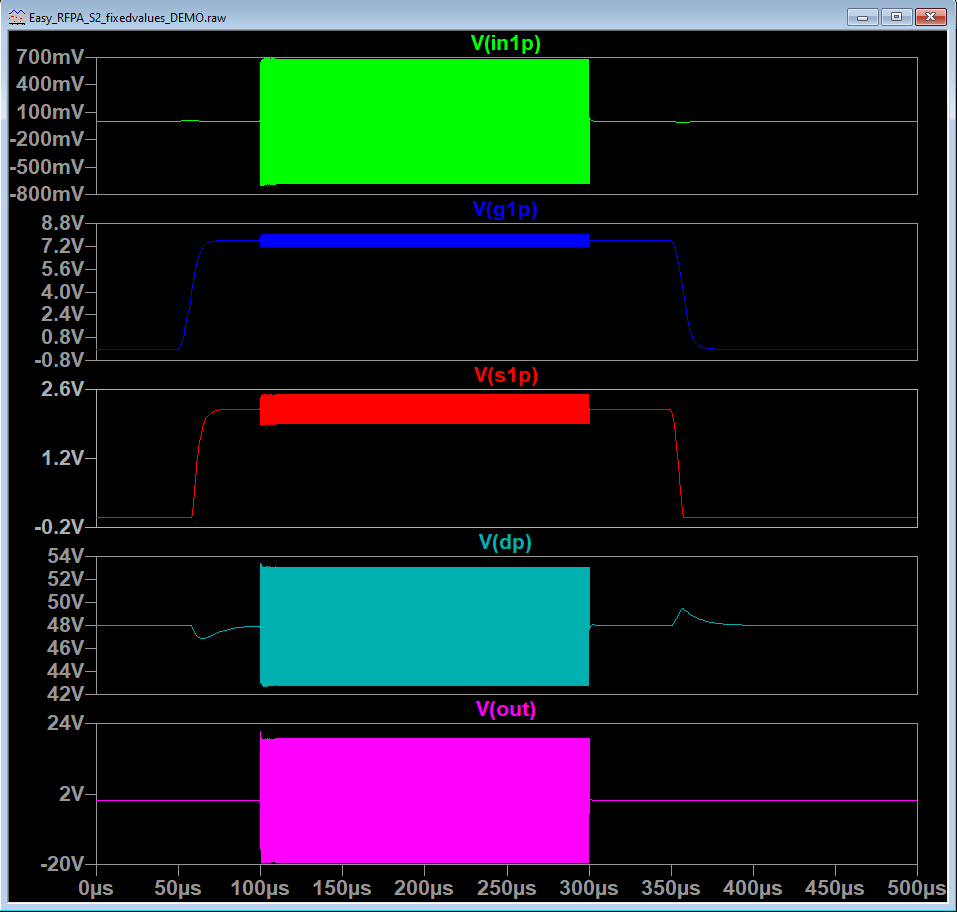 Easy_RFPA_S2_fixedvalues_DEMO.raw
V(in1p)
700mV
400mV
100mV
-200mV
-500mV
-800mV
V(g1p)
8.8V
7.2V
5.6V
4.0V
2.4V
0.8V
-0.8V
V(s1p)
2.6V
1.2V
-0.2V
V(dp)
54V
52V
50V
48V
46V
44V
42V
V(out)
24V
2V
-20V
0µs 50µs 100µs 150µs 200µs 250µs 300µs 350µs 400µs 450µs 500µs